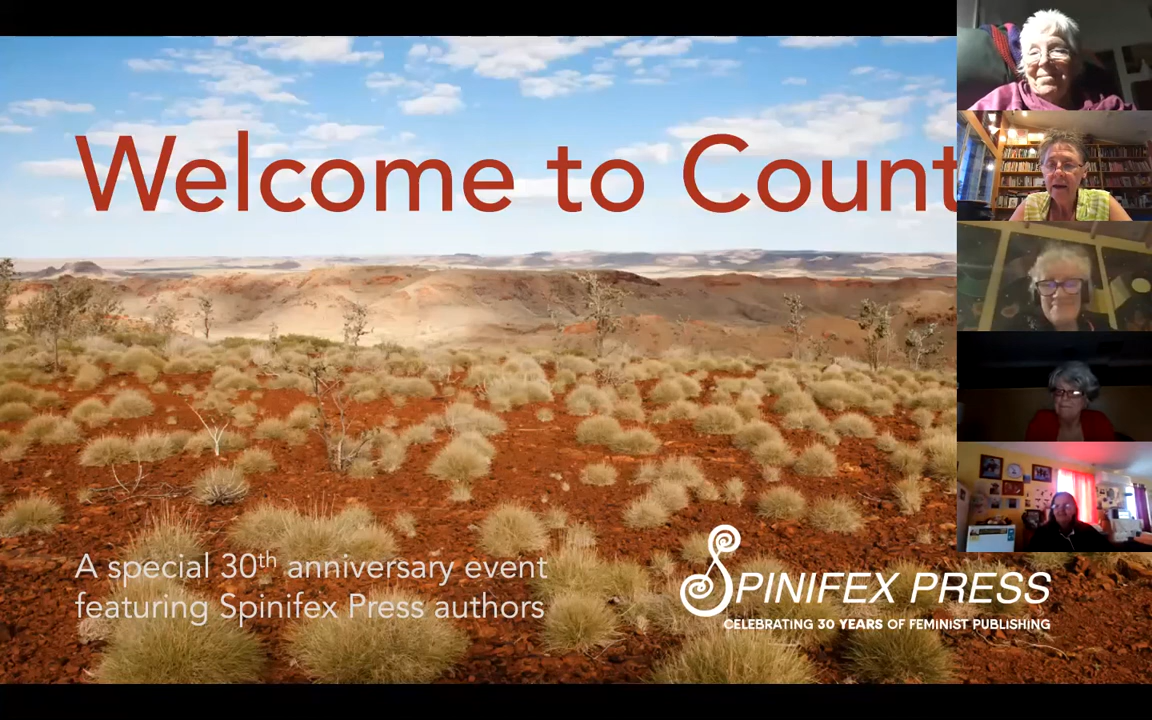 Welcome to Count
A special 30th anniversary event
featuring Spinifex Press authors
SPINIFEX PRESS
CELEBRATING 30 YEARS OF FEMINIST PUBLISHING